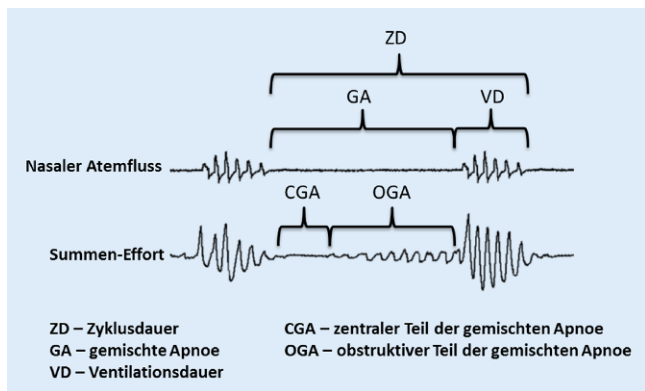 ZD
GA VD
Nasaler Atemfluss
CGA OGA
Summen-Effort
ZD – Zyklusdauer
GA – gemischte Apnoe
VD – Ventilationsdauer
CGA – zentraler Teil der gemischten Apnoe
OGA – obstruktiver Teil der gemischten Apnoe